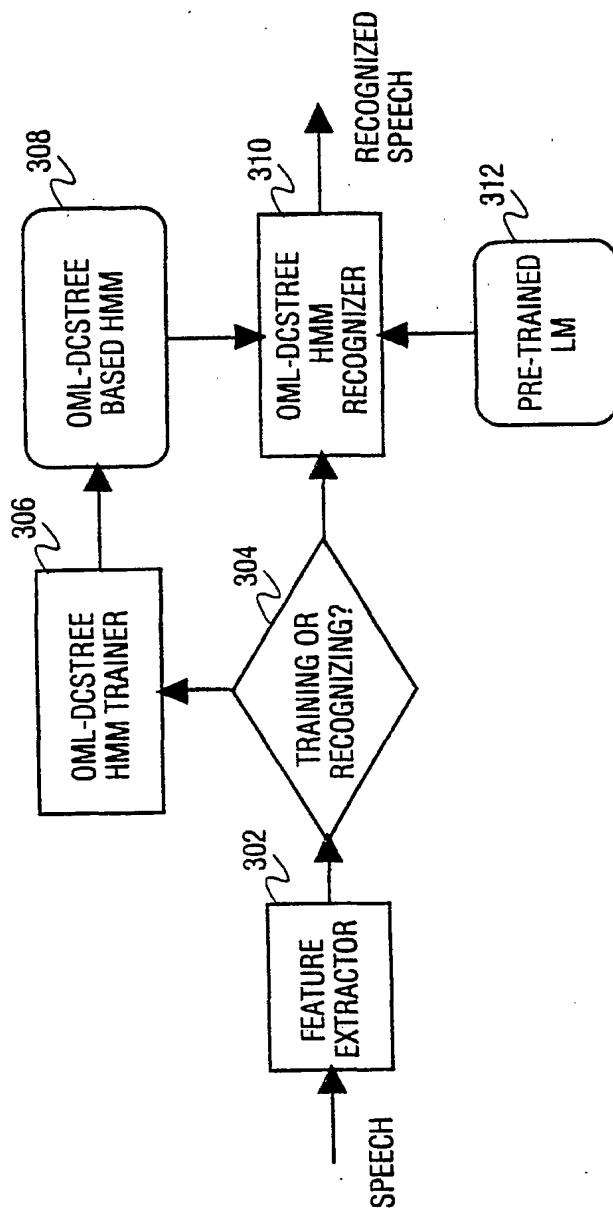 SPEECH
302
FEATURE
EXTRACTOR
304
TRAINING OR
RECOGNIZING?
306
OML-DCSTREE
HMM TRAINER
308
OML-DCSTREE
BASED HMM
310
OML-DCSTREE
HMM
RECOGNIZER
RECOGNIZED
SPEECH
312
PRE-TRAINED
LM